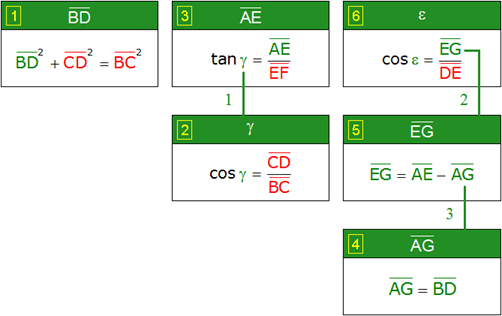 1 BD
BD² + CD² = BC²
3 AE
tan γ = AE / EF
1
2 γ
cos γ = CD / BC
6 ε
cos ε = EG / DE
2
5 EG
EG = AE − AG
3
4 AG
AG = BD